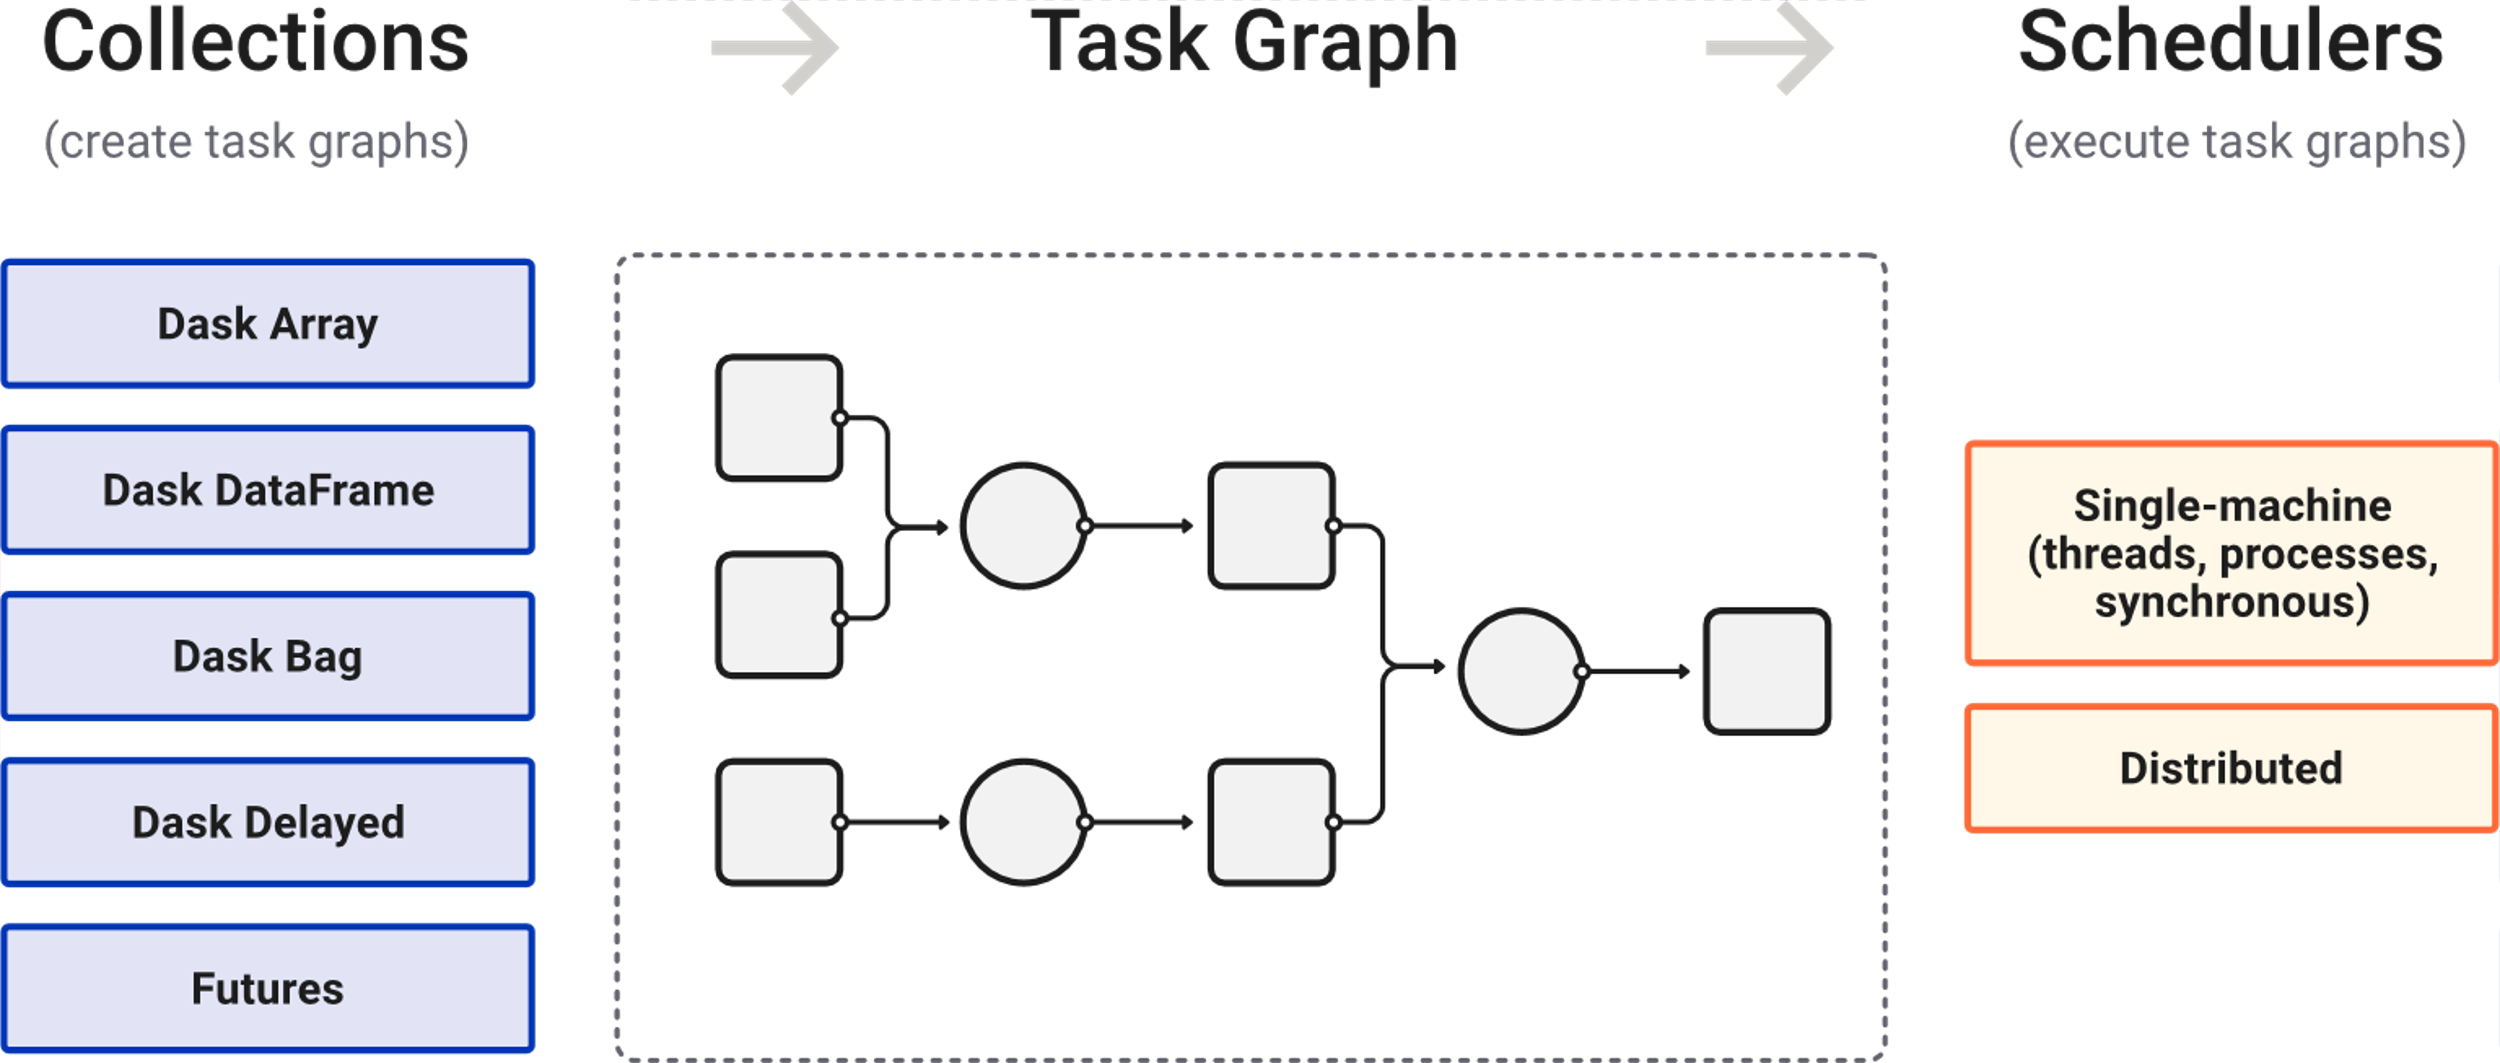 Collections
(create task graphs)
Task Graph
Schedulers
(execute task graphs)
Dask Array
Dask DataFrame
Dask Bag
Dask Delayed
Futures
Single-machine
(threads, processes,
synchronous)
Distributed